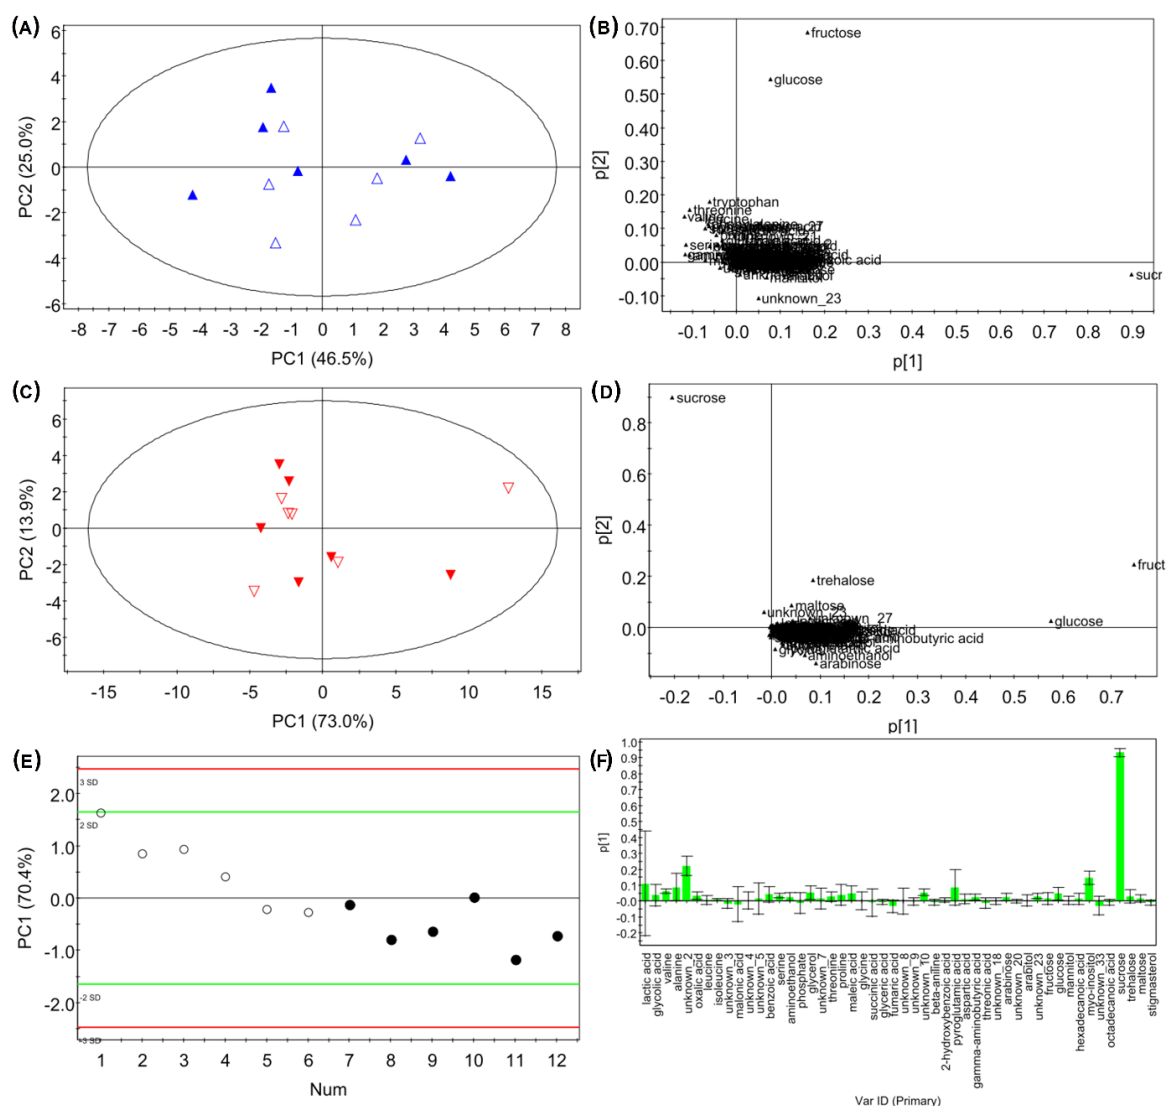 (A)
6
4
2
0
-2
-4
-6
PC2 (25.0%)
-8 -7 -6 -5 -4 -3 -2 -1 0 1 2 3 4 5 6 7 8
PC1 (46.5%)
(B)
0.70
0.60
0.50
0.40
0.30
0.20
0.10
0.00
-0.10
p[2]
fructose
glucose
tryptophan
threonine
unknown_23
sucr
-0.1 0.0 0.1 0.2 0.3 0.4 0.5 0.6 0.7 0.8 0.9
p[1]
(C)
6
4
2
0
-2
-4
-6
PC2 (13.9%)
-15 -10 -5 0 5 10 15
PC1 (73.0%)
(D)
0.8
0.6
0.4
0.2
0.0
p[2]
sucrose
trehalose
maltose
unknown_23
unknown_27
fruct
glucose
aminobutyric acid
aminoethanol
arabinose
-0.2 -0.1 -0.0 0.1 0.2 0.3 0.4 0.5 0.6 0.7
p[1]
(E)
3 SD
2 SD
-2 SD
-3 SD
2.0
1.0
0.0
-1.0
-2.0
PC1 (70.4%)
1 2 3 4 5 6 7 8 9 10 11 12
Num
(F)
1.0
0.9
0.8
0.7
0.6
0.5
0.4
0.3
0.2
0.1
-0.0
-0.1
-0.2
p[1]
lactic acid
glycolic acid
valine
alanine
unknown_2
oxalic acid
leucine
isoleucine
unknown_3
malonic acid
unknown_4
unknown_5
benzoic acid
serine
aminoethanol
phosphate
glycerol
unknown_7
threonine
proline
maleic acid
glycine
succinic acid
glyceric acid
fumaric acid
unknown_8
unknown_9
unknown_10
beta-aniline
2-hydroxybenzoic acid
pyroglutamic acid
aspartic acid
gamma-aminobutyric acid
threonic acid
unknown_18
arabinose
unknown_20
arabitol
unknown_23
fructose
glucose
mannitol
hexadecanoic acid
myo-inositol
unknown_33
octadecanoic acid
sucrose
trehalose
maltose
stigmasterol
Var ID (Primary)